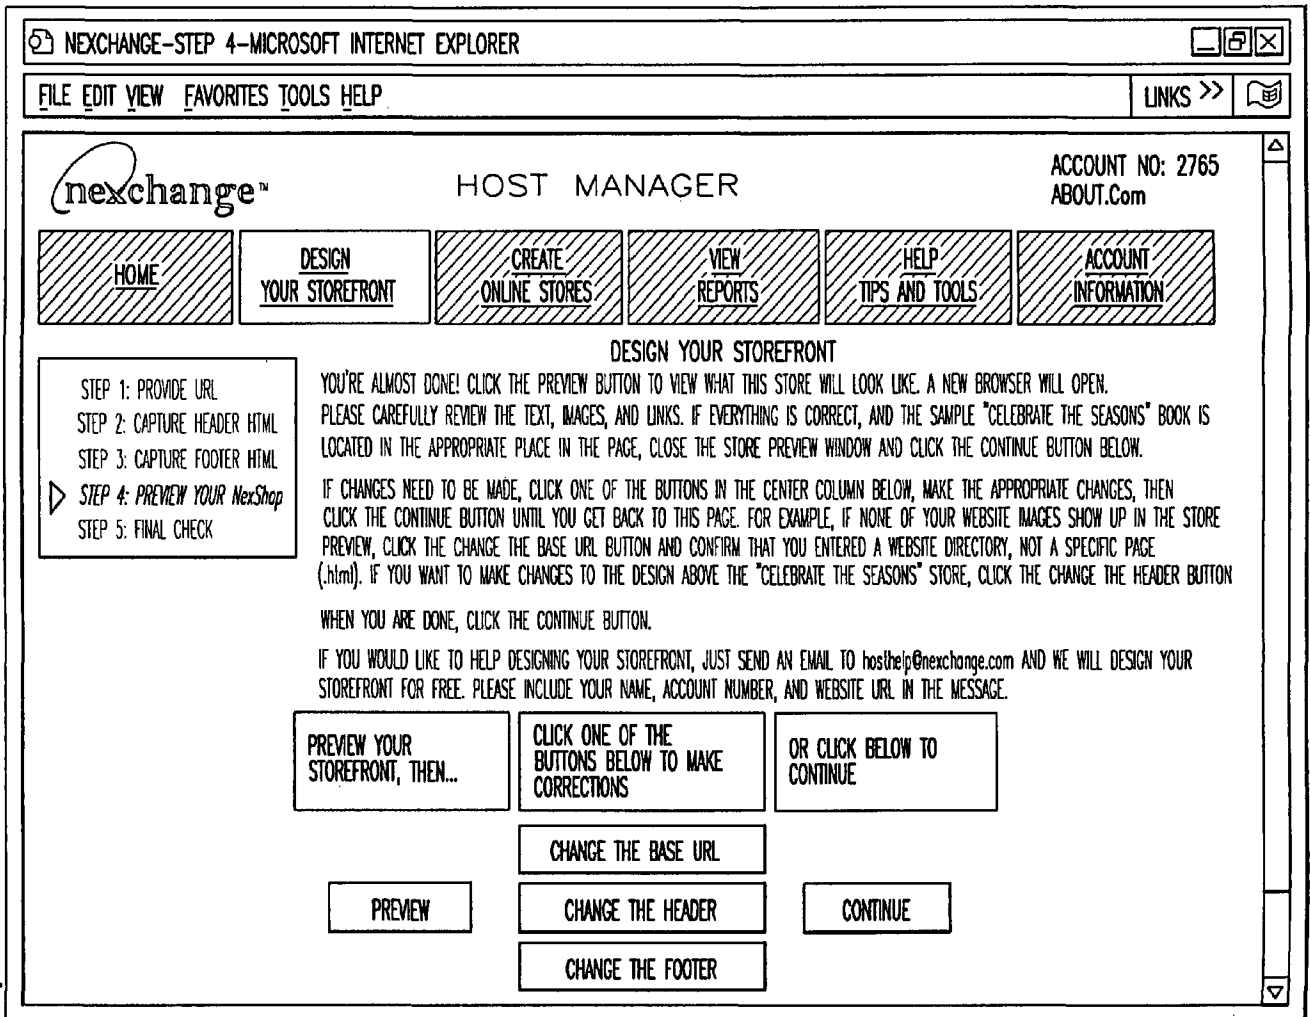 NEXCHANGE-STEP 4-MICROSOFT INTERNET EXPLORER
FILE EDIT VIEW FAVORITES TOOLS HELP
LINKS >>
nexchange™
HOST MANAGER
ACCOUNT NO: 2765
ABOUT.Com
HOME
DESIGN
YOUR STOREFRONT
CREATE
ONLINE STORES
VIEW
REPORTS
HELP
TIPS AND TOOLS
ACCOUNT
INFORMATION
STEP 1: PROVIDE URL
STEP 2: CAPTURE HEADER HTML
STEP 3: CAPTURE FOOTER HTML
STEP 4: PREVIEW YOUR NexShop
STEP 5: FINAL CHECK
DESIGN YOUR STOREFRONT
YOU'RE ALMOST DONE! CLICK THE PREVIEW BUTTON TO VIEW WHAT THIS STORE WILL LOOK LIKE. A NEW BROWSER WILL OPEN.
PLEASE CAREFULLY REVIEW THE TEXT, IMAGES, AND LINKS. IF EVERYTHING IS CORRECT, AND THE SAMPLE "CELEBRATE THE SEASONS" BOOK IS
LOCATED IN THE APPROPRIATE PLACE IN THE PAGE, CLOSE THE STORE PREVIEW WINDOW AND CLICK THE CONTINUE BUTTON BELOW.
IF CHANGES NEED TO BE MADE, CLICK ONE OF THE BUTTONS IN THE CENTER COLUMN BELOW, MAKE THE APPROPRIATE CHANGES, THEN
CLICK THE CONTINUE BUTTON UNTIL YOU GET BACK TO THIS PAGE. FOR EXAMPLE, IF NONE OF YOUR WEBSITE IMAGES SHOW UP IN THE STORE
PREVIEW, CLICK THE CHANGE THE BASE URL BUTTON AND CONFIRM THAT YOU ENTERED A WEBSITE DIRECTORY, NOT A SPECIFIC PAGE
(.html). IF YOU WANT TO MAKE CHANGES TO THE DESIGN ABOVE THE "CELEBRATE THE SEASONS" STORE, CLICK THE CHANGE THE HEADER BUTTON
WHEN YOU ARE DONE, CLICK THE CONTINUE BUTTON.
IF YOU WOULD LIKE TO HELP DESIGNING YOUR STOREFRONT, JUST SEND AN EMAIL TO hosthelp@nexchange.com AND WE WILL DESIGN YOUR
STOREFRONT FOR FREE. PLEASE INCLUDE YOUR NAME, ACCOUNT NUMBER, AND WEBSITE URL IN THE MESSAGE.
PREVIEW YOUR
STOREFRONT, THEN...
CLICK ONE OF THE
BUTTONS BELOW TO MAKE
CORRECTIONS
OR CLICK BELOW TO
CONTINUE
CHANGE THE BASE URL
PREVIEW
CHANGE THE HEADER
CONTINUE
CHANGE THE FOOTER